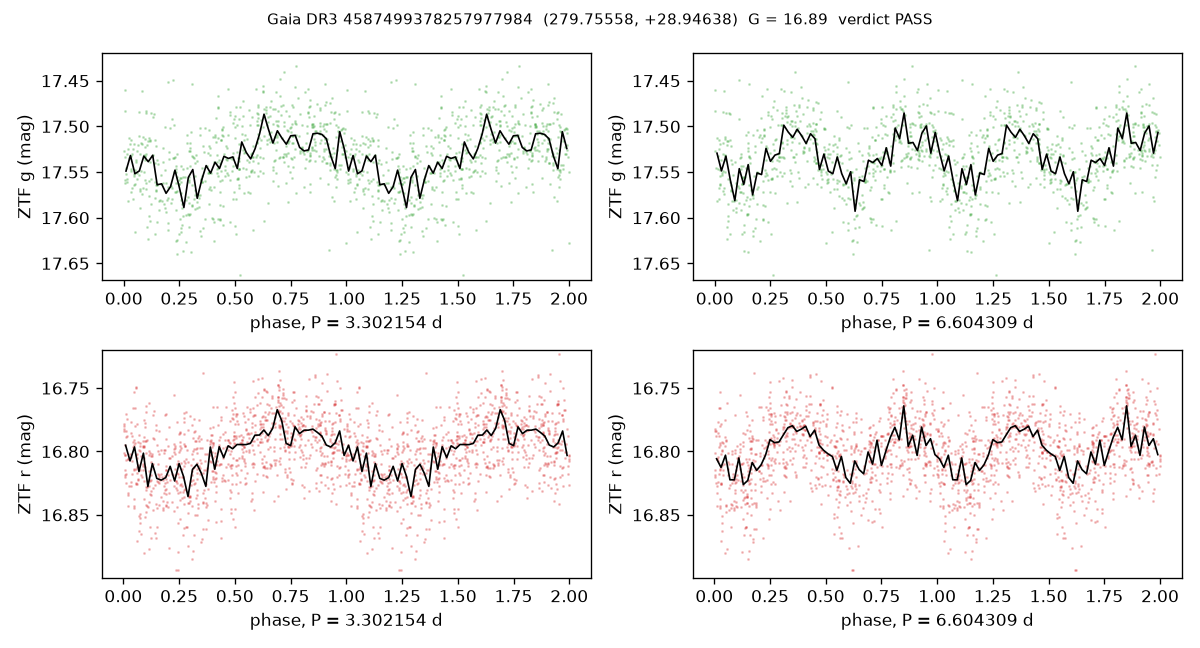 Gaia DR3 4587499378257977984 (279.75558, +28.94638) G = 16.89 verdict PASS
ZTF g (mag)
17.45
17.50
17.55
17.60
17.65
0.00 0.25 0.50 0.75 1.00 1.25 1.50 1.75 2.00
phase, P = 3.302154 d
ZTF g (mag)
17.45
17.50
17.55
17.60
17.65
0.00 0.25 0.50 0.75 1.00 1.25 1.50 1.75 2.00
phase, P = 6.604309 d
ZTF r (mag)
16.75
16.80
16.85
0.00 0.25 0.50 0.75 1.00 1.25 1.50 1.75 2.00
phase, P = 3.302154 d
ZTF r (mag)
16.75
16.80
16.85
0.00 0.25 0.50 0.75 1.00 1.25 1.50 1.75 2.00
phase, P = 6.604309 d